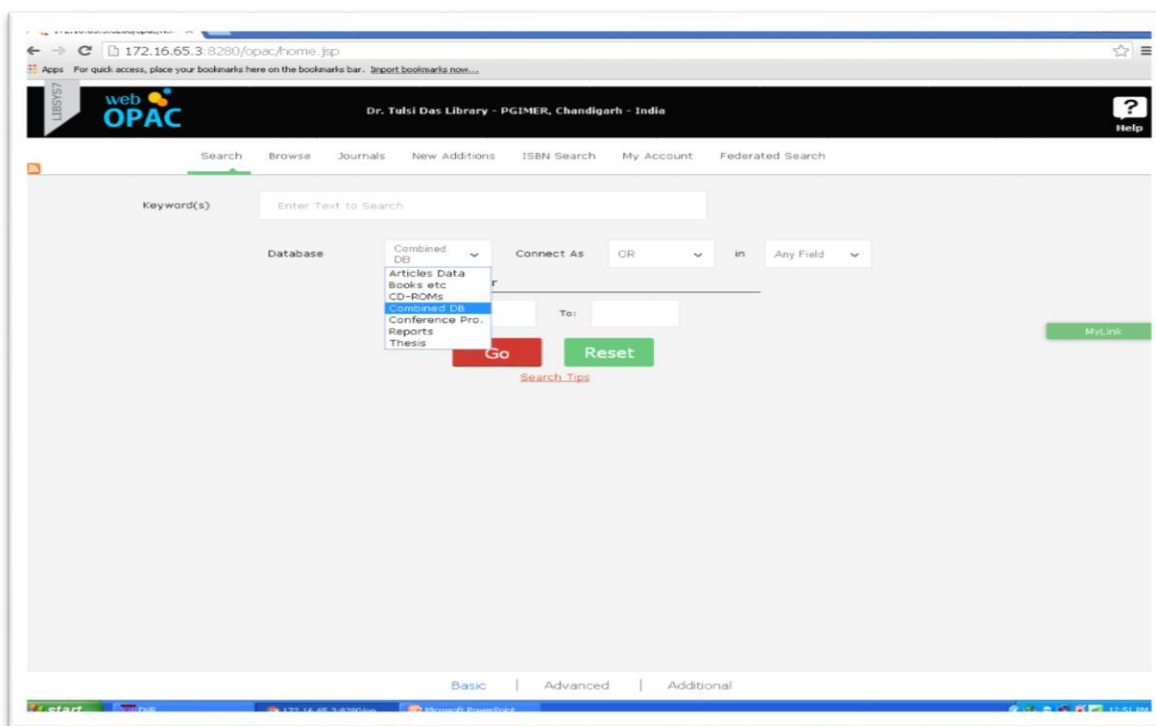 172.16.65.3:8280/opac/home.jsp
Apps For quick access, place your bookmarks here on the bookmarks bar. Import bookmarks now...
LIBSYS7
web
OPAC
Dr. Tulsi Das Library - PGIMER, Chandigarh - India
?
Help
Search Browse Journals New Additions ISBN Search My Account Federated Search
Keyword(s) Enter Text to Search
Database Combined DB Connect As OR in Any Field
Articles Data
Books etc
CD-ROMs
Combined DB
Conference Pro.
Reports
Thesis
r
To:
MyLink
Go Reset
Search Tips
Basic | Advanced | Additional
start Microsoft PowerPoint 12:51 PM